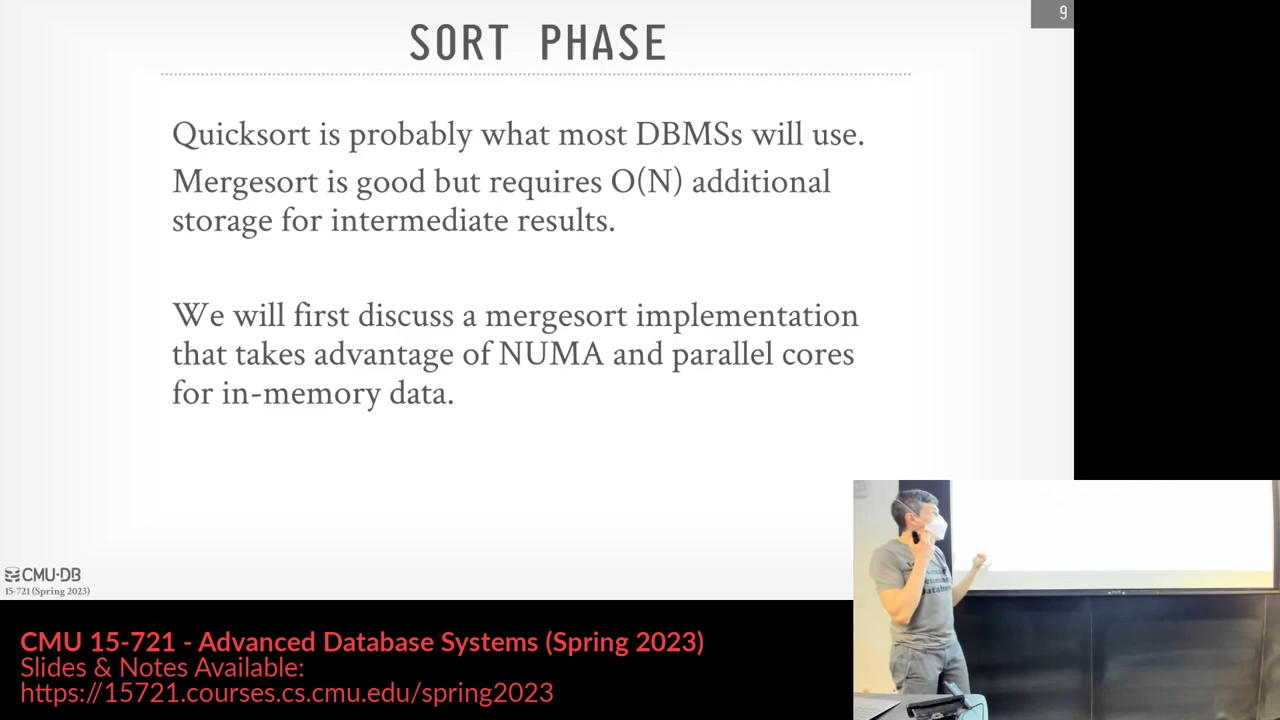 9
SORT PHASE
Quicksort is probably what most DBMSs will use.
Mergesort is good but requires O(N) additional
storage for intermediate results.
We will first discuss a mergesort implementation
that takes advantage of NUMA and parallel cores
for in-memory data.
CMU·DB
15-721 (Spring 2023)
CMU 15-721 - Advanced Database Systems (Spring 2023)
Slides & Notes Available:
https://15721.courses.cs.cmu.edu/spring2023